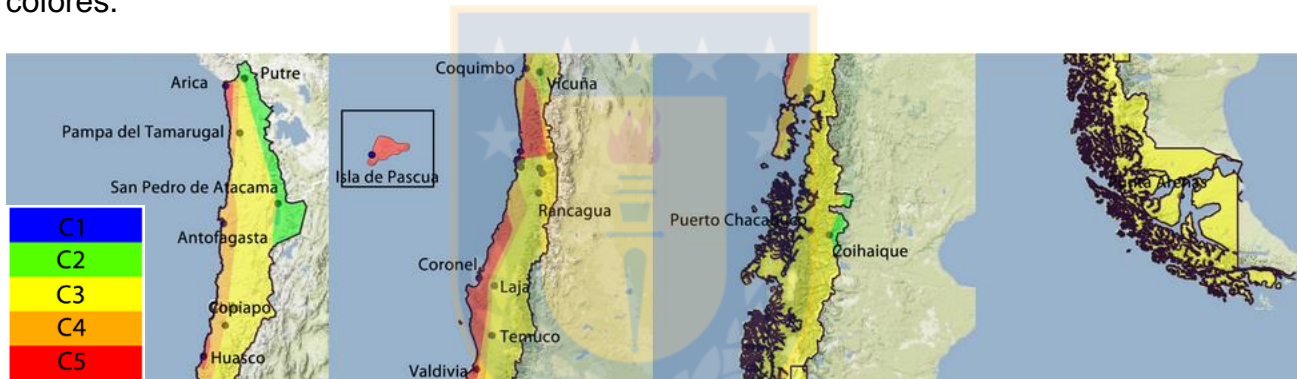 colores.
Arica
Putre
Pampa del Tamarugal
San Pedro de Atacama
Antofagasta
Copiapo
Huasco
C1
C2
C3
C4
C5
Coquimbo
Vicuña
Isla de Pascua
Rancagua
Coronel
Laja
Temuco
Valdivia
Puerto Chacabuco
Coihaique
Punta Arenas